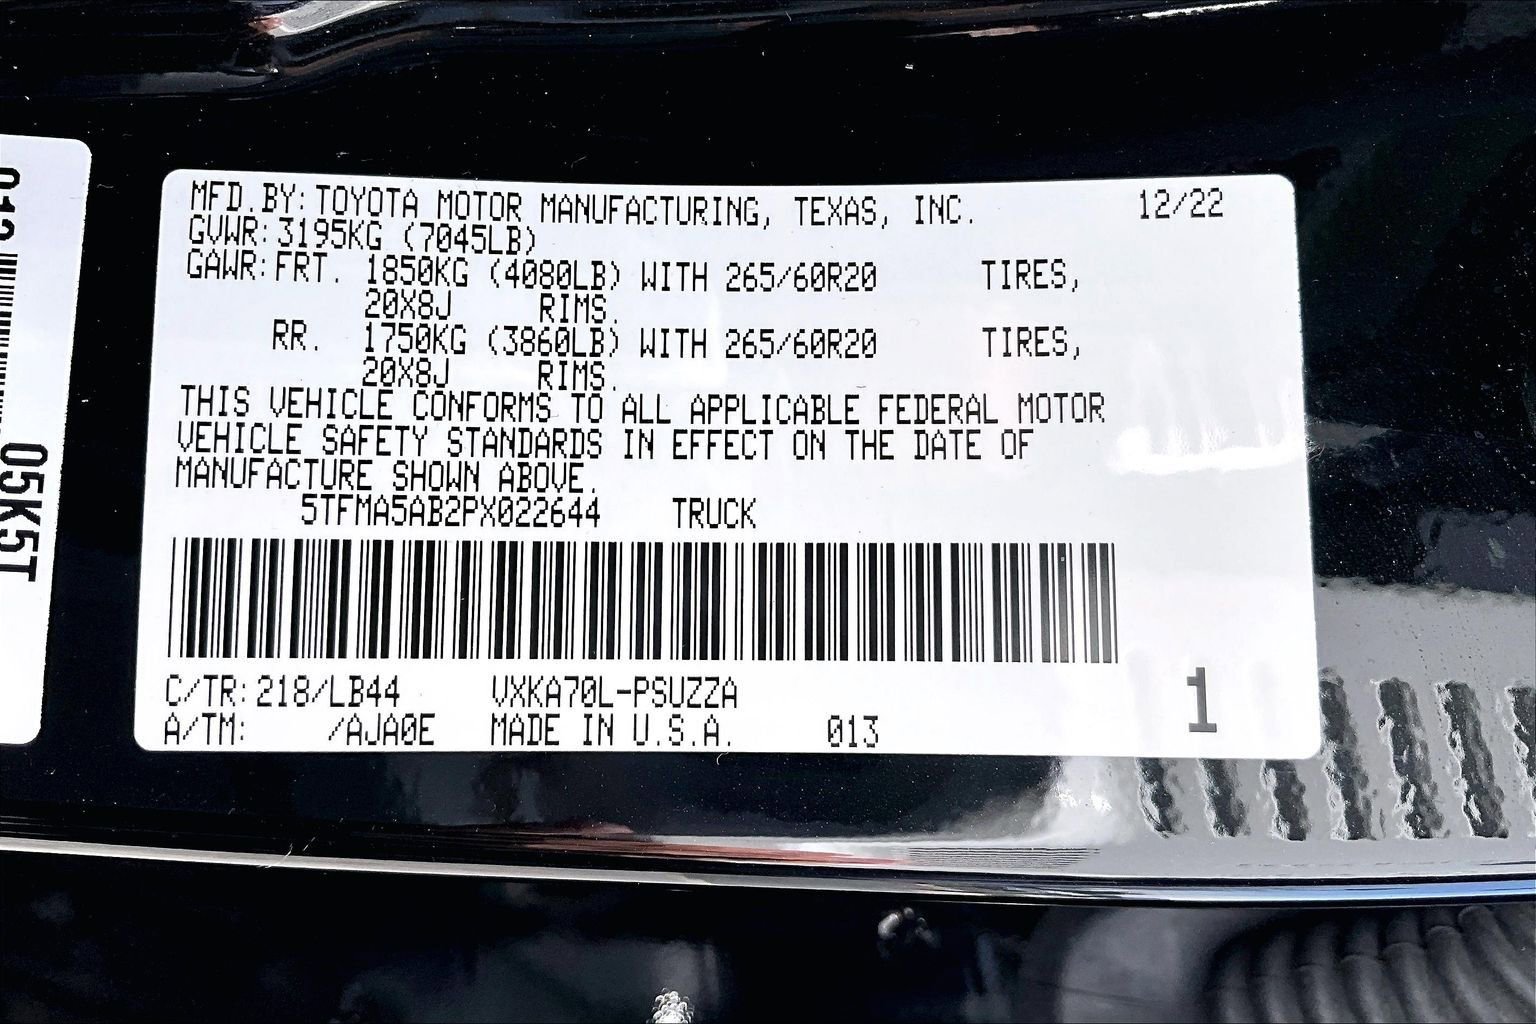 MFD. BY: TOYOTA MOTOR MANUFACTURING, TEXAS, INC. 12/22
GVWR: 3195KG (7045LB)
GAWR: FRT. 1850KG (4080LB) WITH 265/60R20 TIRES,
20X8J RIMS.
RR. 1750KG (3860LB) WITH 265/60R20 TIRES,
20X8J RIMS.
THIS VEHICLE CONFORMS TO ALL APPLICABLE FEDERAL MOTOR
VEHICLE SAFETY STANDARDS IN EFFECT ON THE DATE OF
MANUFACTURE SHOWN ABOVE.
5TFMA5AB2PX022644 TRUCK
C/TR: 218/LB44 VXKA70L-PSUZZA
A/TM: /AJA0E MADE IN U.S.A. 013
1
05K5T